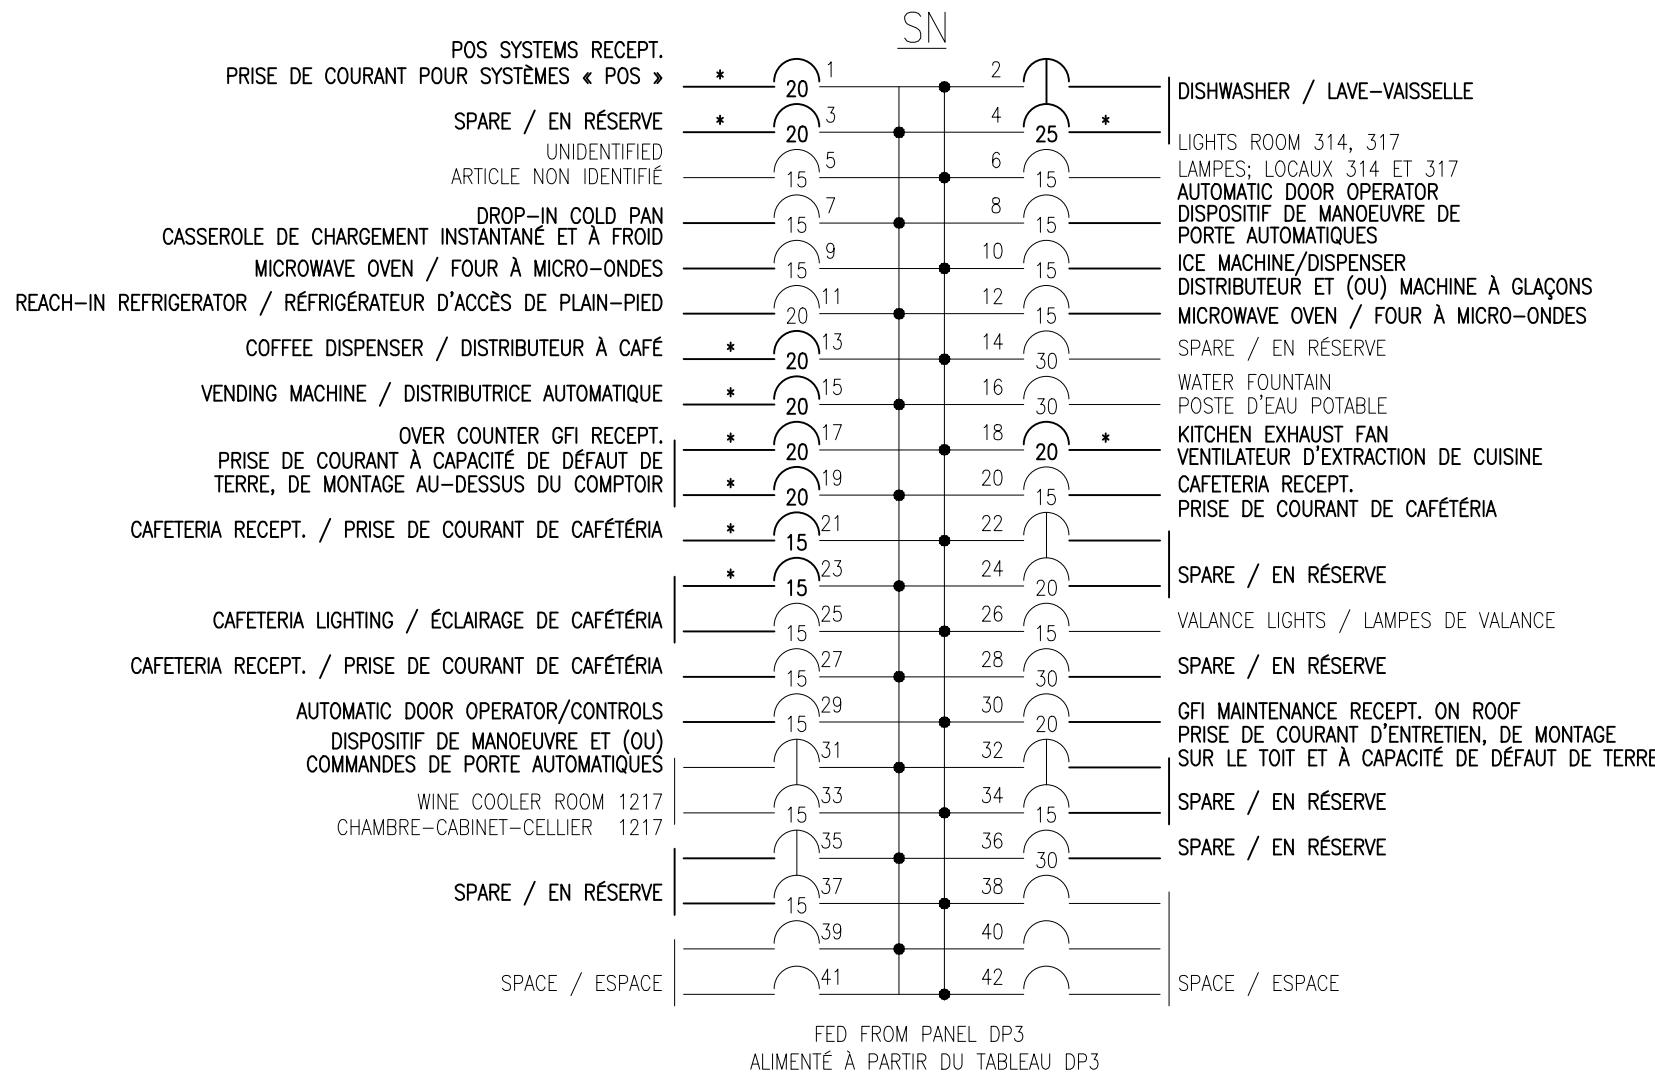 SN
POS SYSTEMS RECEPT.
PRISE DE COURANT POUR SYSTÈMES « POS » * 20 1
2 DISHWASHER / LAVE-VAISSELLE
SPARE / EN RÉSERVE * 20 3
4 25 *
UNIDENTIFIED
ARTICLE NON IDENTIFIÉ 15 5
LIGHTS ROOM 314, 317
6 15 LAMPES; LOCAUX 314 ET 317
DROP-IN COLD PAN
CASSEROLE DE CHARGEMENT INSTANTANÉ ET À FROID 15 7
AUTOMATIC DOOR OPERATOR
8 15 DISPOSITIF DE MANOEUVRE DE
PORTE AUTOMATIQUES
MICROWAVE OVEN / FOUR À MICRO-ONDES 15 9
10 15 ICE MACHINE/DISPENSER
DISTRIBUTEUR ET (OU) MACHINE À GLAÇONS
REACH-IN REFRIGERATOR / RÉFRIGÉRATEUR D'ACCÈS DE PLAIN-PIED 20 11
12 15 MICROWAVE OVEN / FOUR À MICRO-ONDES
COFFEE DISPENSER / DISTRIBUTEUR À CAFÉ * 20 13
14 30 SPARE / EN RÉSERVE
VENDING MACHINE / DISTRIBUTRICE AUTOMATIQUE * 20 15
16 30 WATER FOUNTAIN
POSTE D'EAU POTABLE
OVER COUNTER GFI RECEPT. * 20 17
PRISE DE COURANT À CAPACITÉ DE DÉFAUT DE
TERRE, DE MONTAGE AU-DESSUS DU COMPTOIR * 20 19
18 20 * KITCHEN EXHAUST FAN
VENTILATEUR D'EXTRACTION DE CUISINE
20 15 CAFETERIA RECEPT.
PRISE DE COURANT DE CAFÉTÉRIA
CAFETERIA RECEPT. / PRISE DE COURANT DE CAFÉTÉRIA * 15 21
22
* 15 23
24 20 SPARE / EN RÉSERVE
CAFETERIA LIGHTING / ÉCLAIRAGE DE CAFÉTÉRIA 15 25
26 15 VALANCE LIGHTS / LAMPES DE VALANCE
CAFETERIA RECEPT. / PRISE DE COURANT DE CAFÉTÉRIA 15 27
28 30 SPARE / EN RÉSERVE
AUTOMATIC DOOR OPERATOR/CONTROLS 15 29
DISPOSITIF DE MANOEUVRE ET (OU)
COMMANDES DE PORTE AUTOMATIQUES
30 20 GFI MAINTENANCE RECEPT. ON ROOF
PRISE DE COURANT D'ENTRETIEN, DE MONTAGE
SUR LE TOIT ET À CAPACITÉ DE DÉFAUT DE TERRE
31
32
WINE COOLER ROOM 1217 15 33
CHAMBRE-CABINET-CELLIER 1217
34 15 SPARE / EN RÉSERVE
35
36 30 SPARE / EN RÉSERVE
SPARE / EN RÉSERVE 15 37
38
39
40
SPACE / ESPACE 41
42 SPACE / ESPACE
FED FROM PANEL DP3
ALIMENTÉ À PARTIR DU TABLEAU DP3